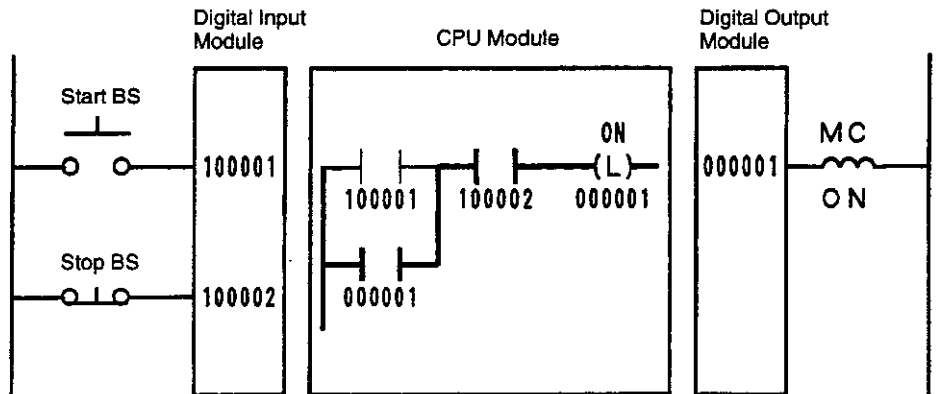 Digital Input
Module
CPU Module
Digital Output
Module
Start BS
ON
MC
100001
(L)
000001
100001
100002
000001
ON
Stop BS
100002
000001